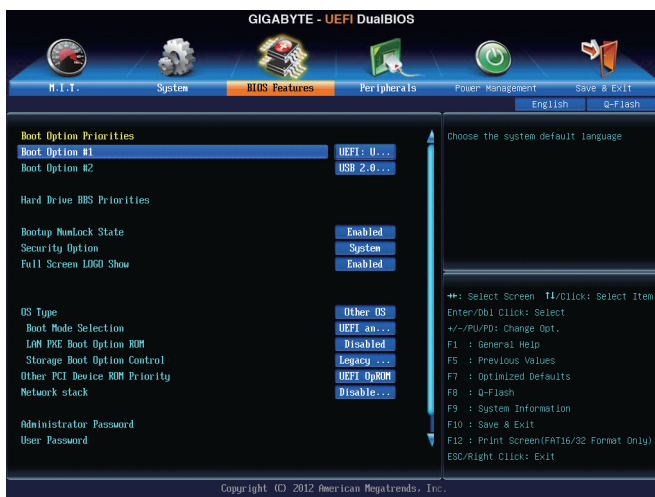 GIGABYTE - UEFI DualBIOS
M.I.T.
System
BIOS Features
Peripherals
Power Management
Save & Exit
English
Q-Flash
Boot Option Priorities
Boot Option #1 UEFI: U...
Boot Option #2 USB 2.0...
Hard Drive BBS Priorities
Bootup NumLock State Enabled
Security Option System
Full Screen LOGO Show Enabled
OS Type Other OS
Boot Mode Selection UEFI an...
LAN PXE Boot Option ROM Disabled
Storage Boot Option Control Legacy ...
Other PCI Device ROM Priority UEFI OpROM
Network stack Disable...
Administrator Password
User Password
Choose the system default language
→←: Select Screen ↑↓/Click: Select Item
Enter/Dbl Click: Select
+/-/PU/PD: Change Opt.
F1 : General Help
F5 : Previous Values
F7 : Optimized Defaults
F8 : Q-Flash
F9 : System Information
F10 : Save & Exit
F12 : Print Screen(FAT16/32 Format Only)
ESC/Right Click: Exit
Copyright (C) 2012 American Megatrends, Inc.